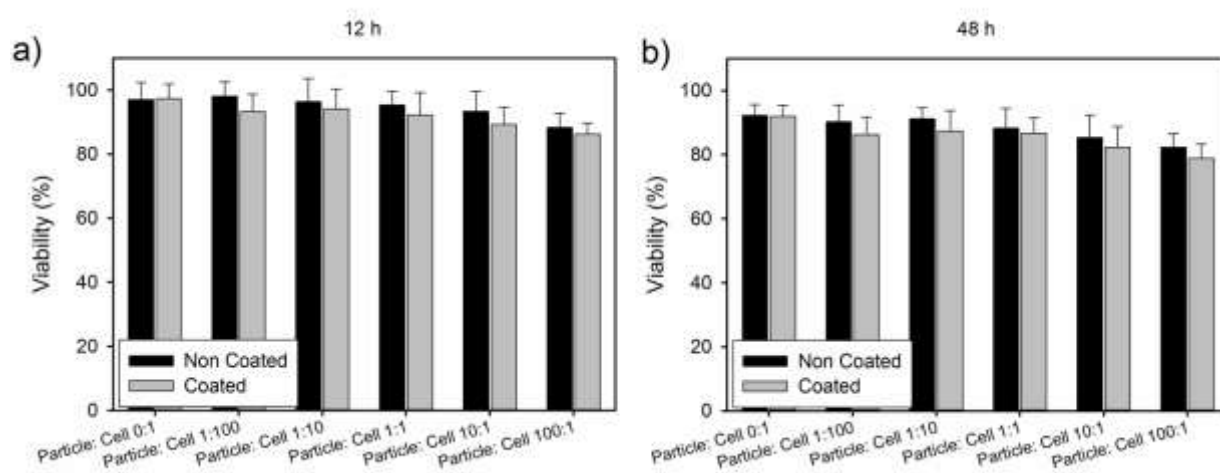 a)
12 h
Viability (%)
100
80
60
40
20
0
Non Coated
Coated
Particle: Cell 0:1
Particle: Cell 1:100
Particle: Cell 1:10
Particle: Cell 1:1
Particle: Cell 10:1
Particle: Cell 100:1
b)
48 h
Viability (%)
100
80
60
40
20
0
Non Coated
Coated
Particle: Cell 0:1
Particle: Cell 1:100
Particle: Cell 1:10
Particle: Cell 1:1
Particle: Cell 10:1
Particle: Cell 100:1